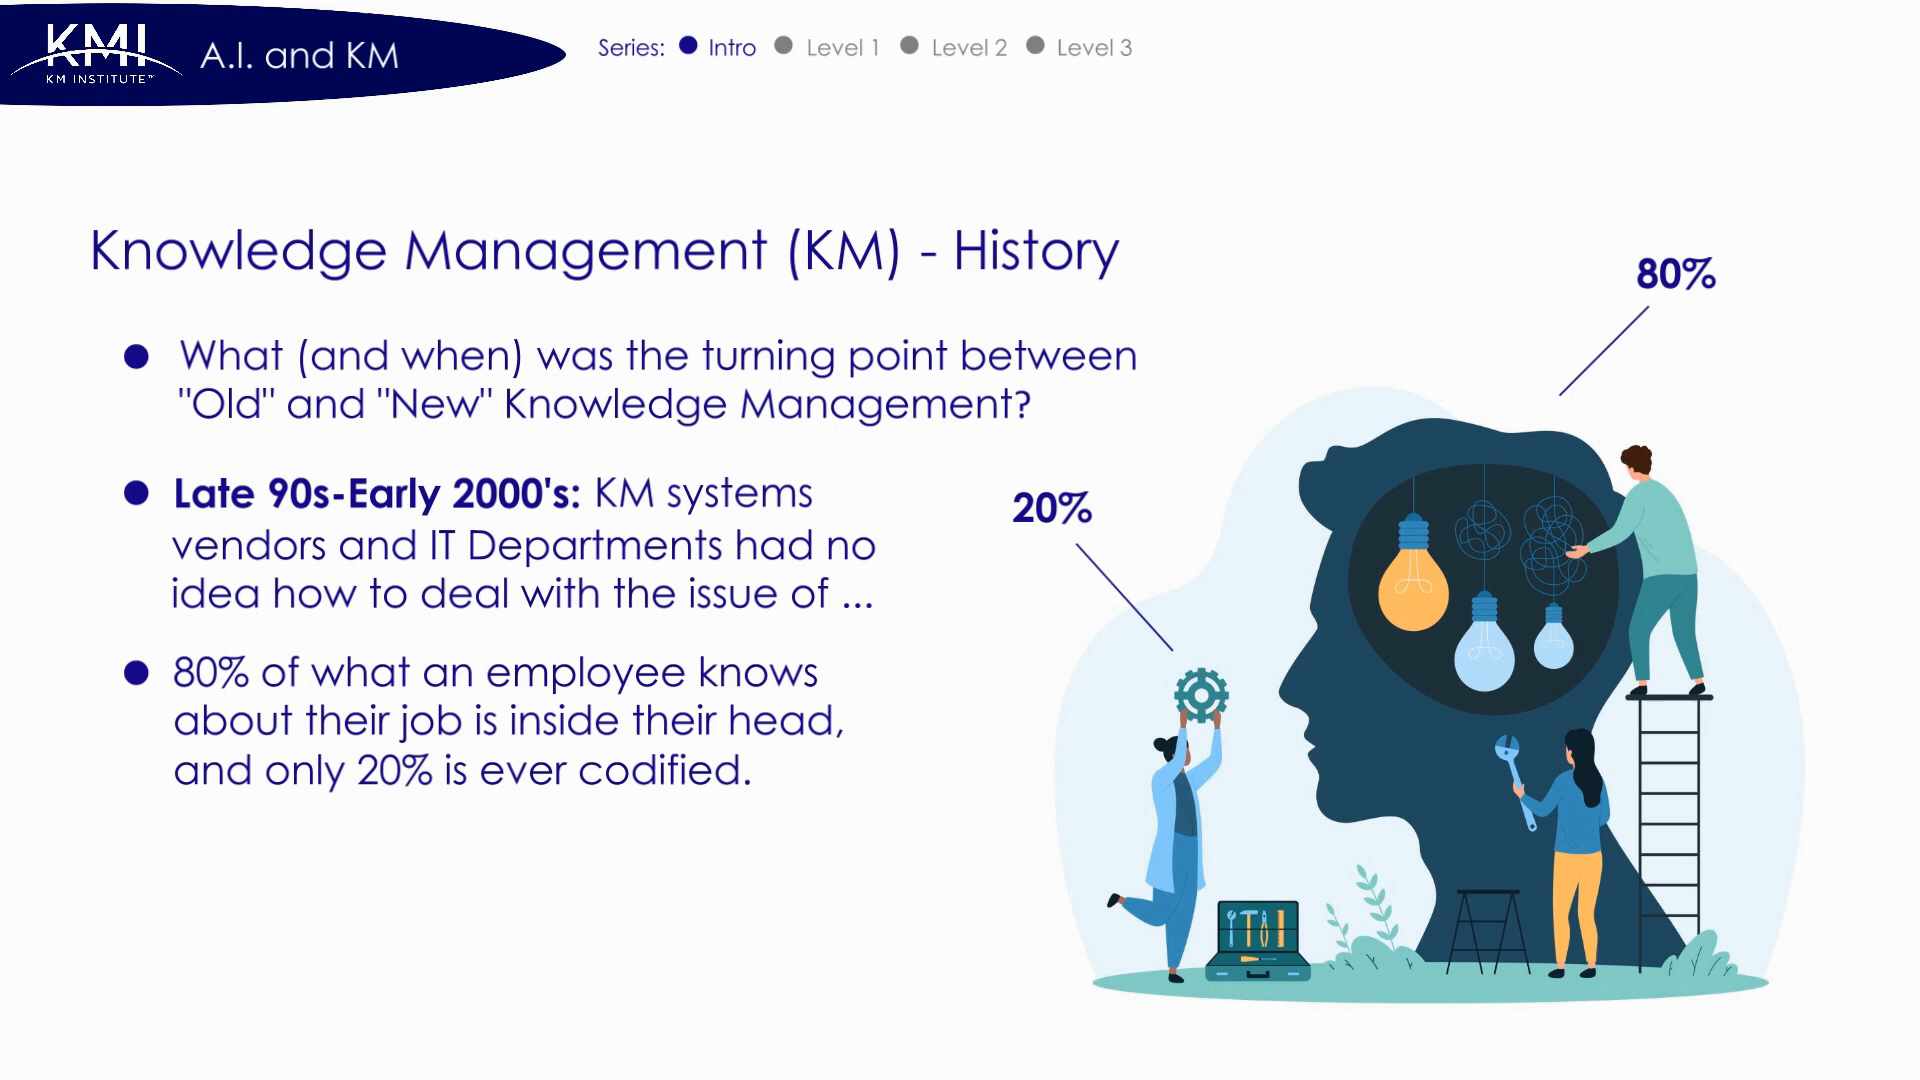 KMI
KM INSTITUTE™
A.I. and KM
Series: Intro Level 1 Level 2 Level 3
Knowledge Management (KM) - History
80%
What (and when) was the turning point between
"Old" and "New" Knowledge Management?
Late 90s-Early 2000's: KM systems
vendors and IT Departments had no
idea how to deal with the issue of ...
20%
80% of what an employee knows
about their job is inside their head,
and only 20% is ever codified.